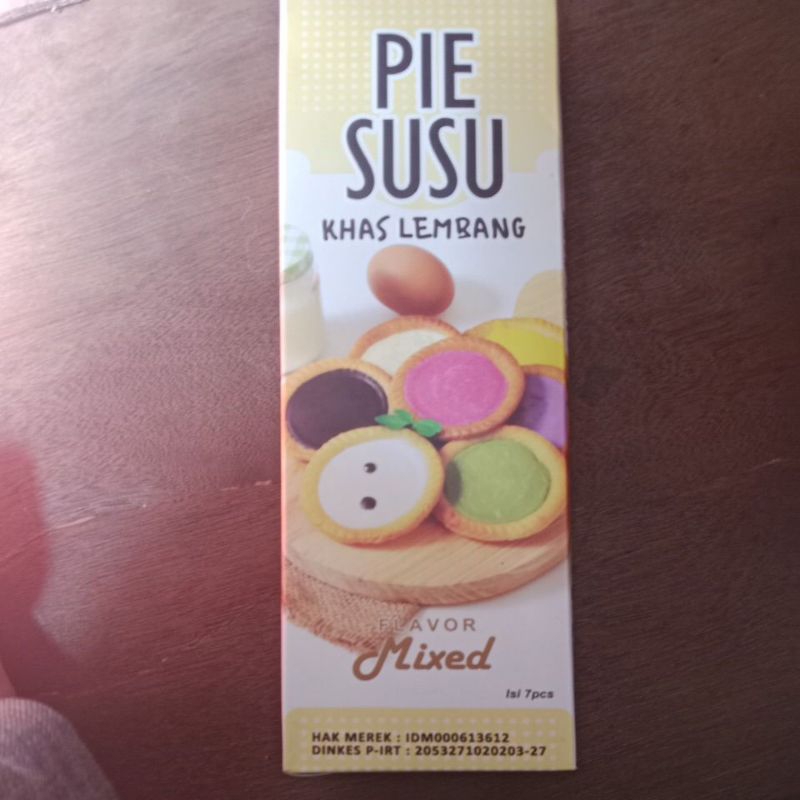 PIE
SUSU
KHAS LEMBANG
FLAVOR
Mixed
Isi 7pcs
HAK MEREK : IDM000613612
DINKES P-IRT : 2053271020203-27